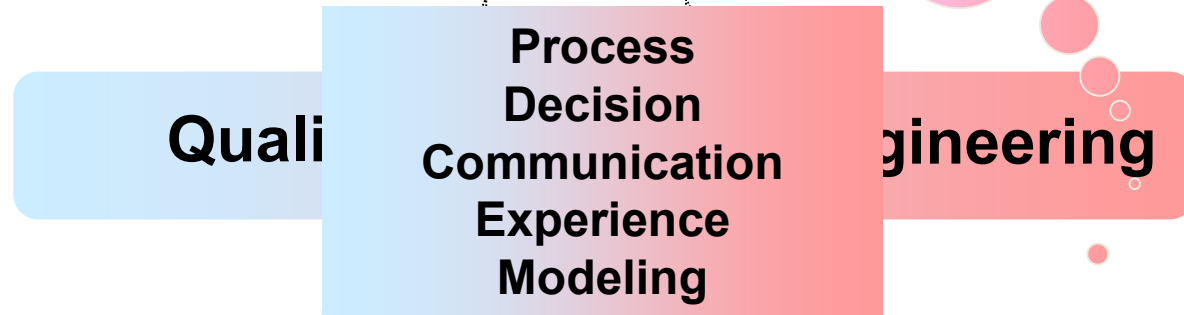 Process
Decision
Quali
Communication
gineering
Experience
Modeling